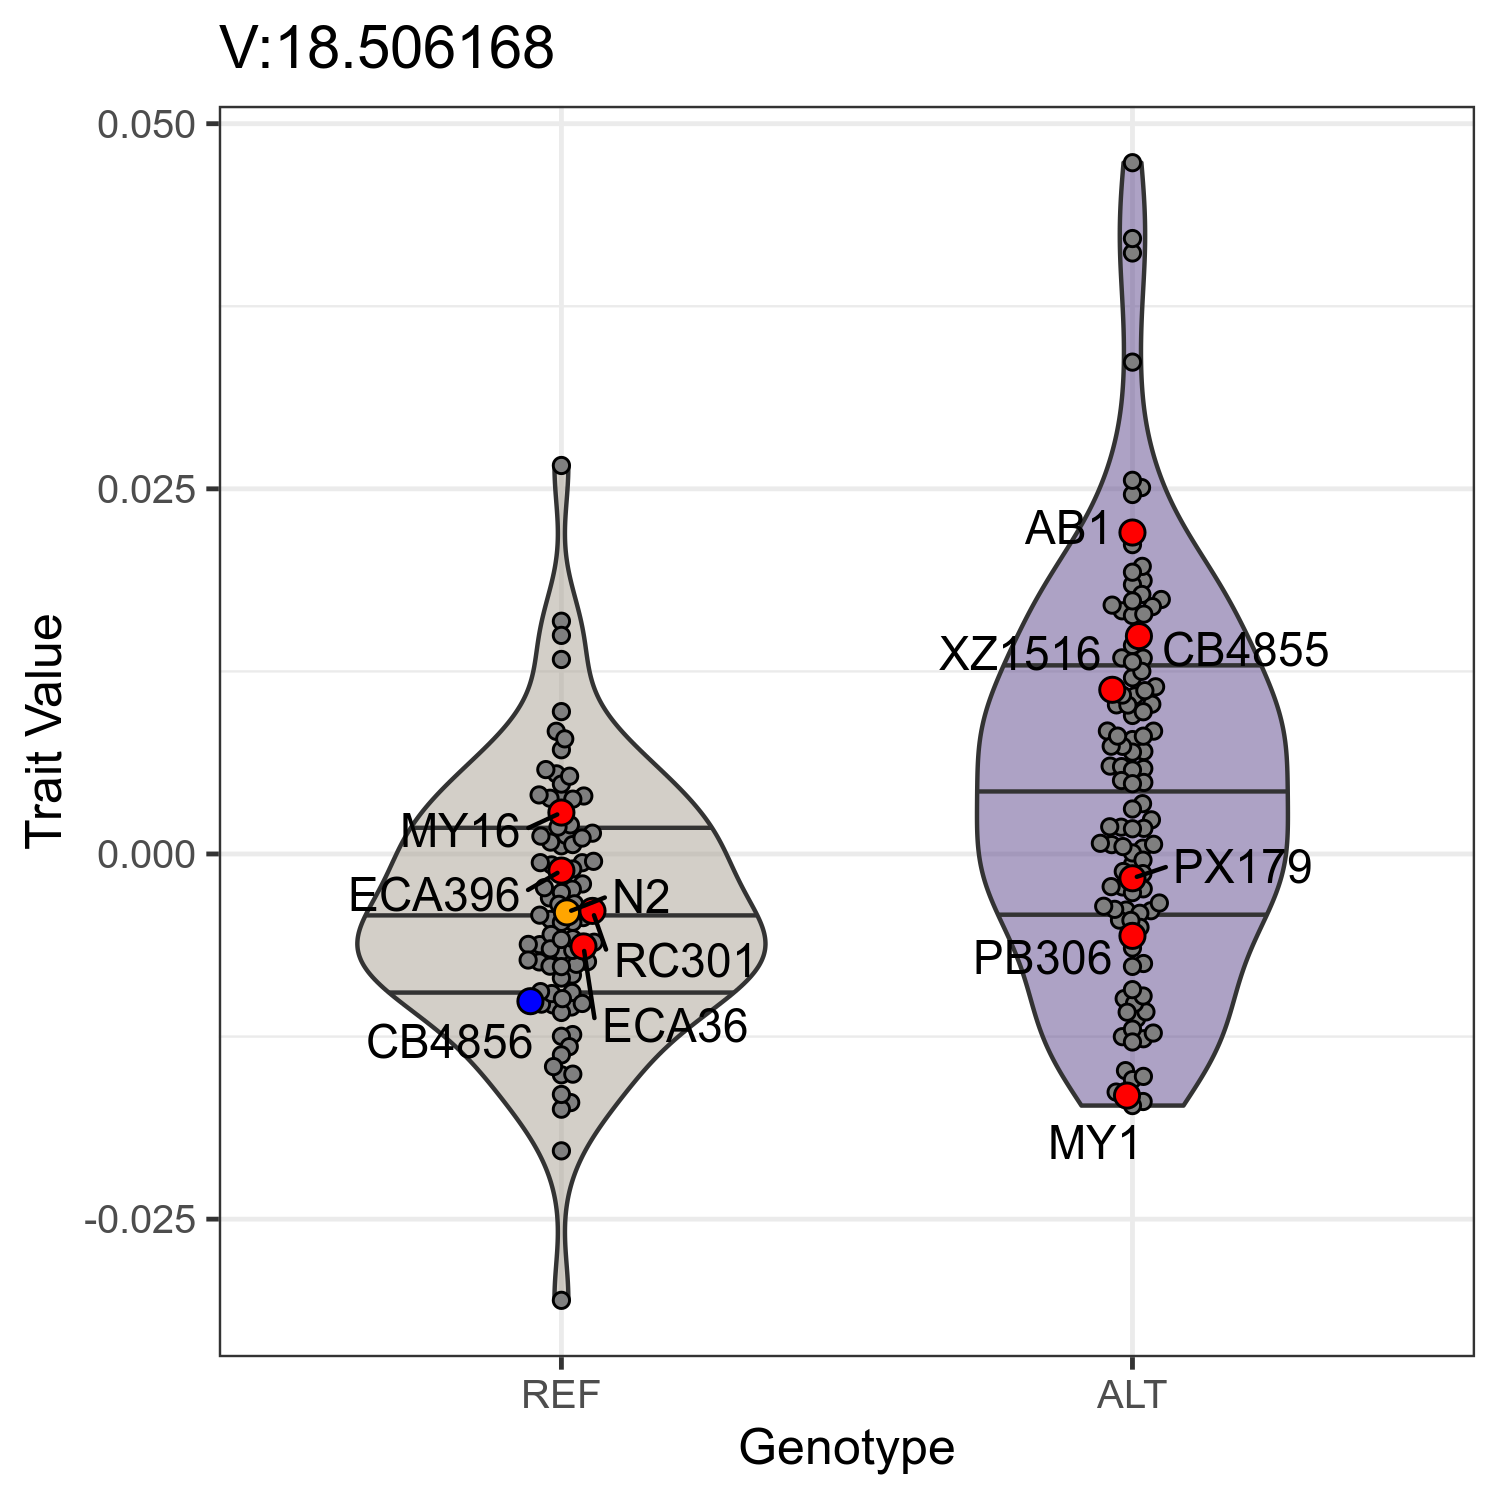 V:18.506168
0.050
0.025
0.000
-0.025
Trait Value
AB1
XZ1516
CB4855
MY16
ECA396
N2
PX179
RC301
PB306
ECA36
CB4856
MY1
REF
ALT
Genotype